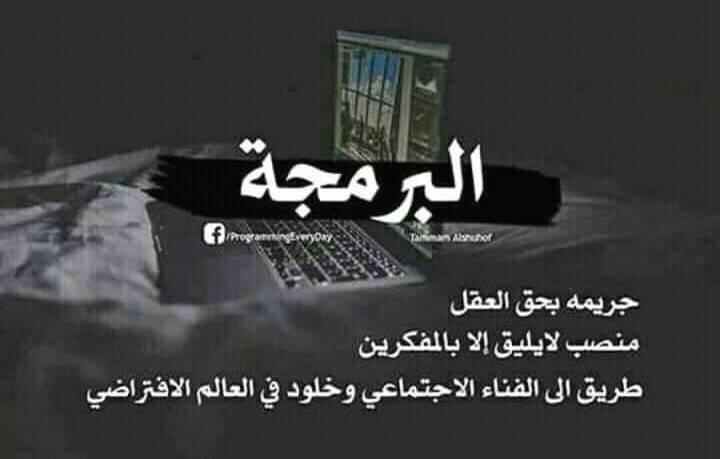 البرمجة
f/ProgrammingEveryDay
Tammam Alshuhof
جريمه بحق العقل
منصب لايليق إلا بالمفكرين
طريق الى الفناء الاجتماعي وخلود في العالم الافتراضي